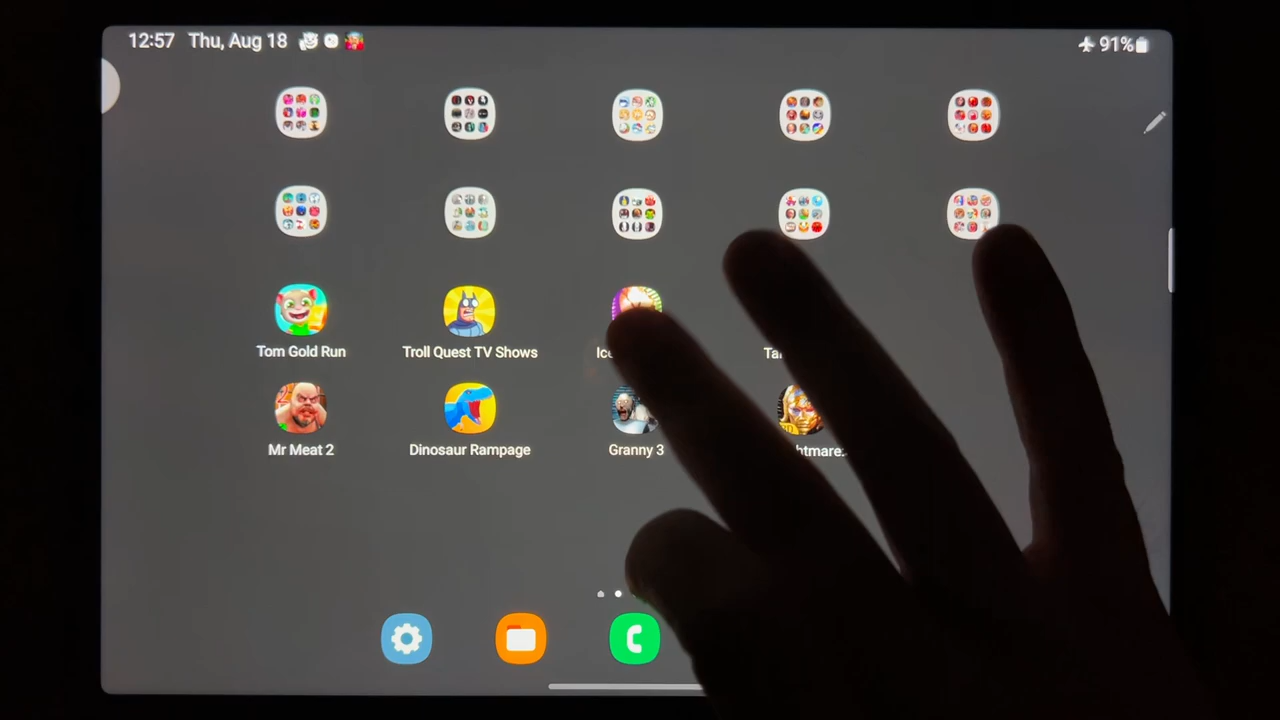 12:57 Thu, Aug 18 91%
Tom Gold Run Troll Quest TV Shows
Mr Meat 2 Dinosaur Rampage Granny 3